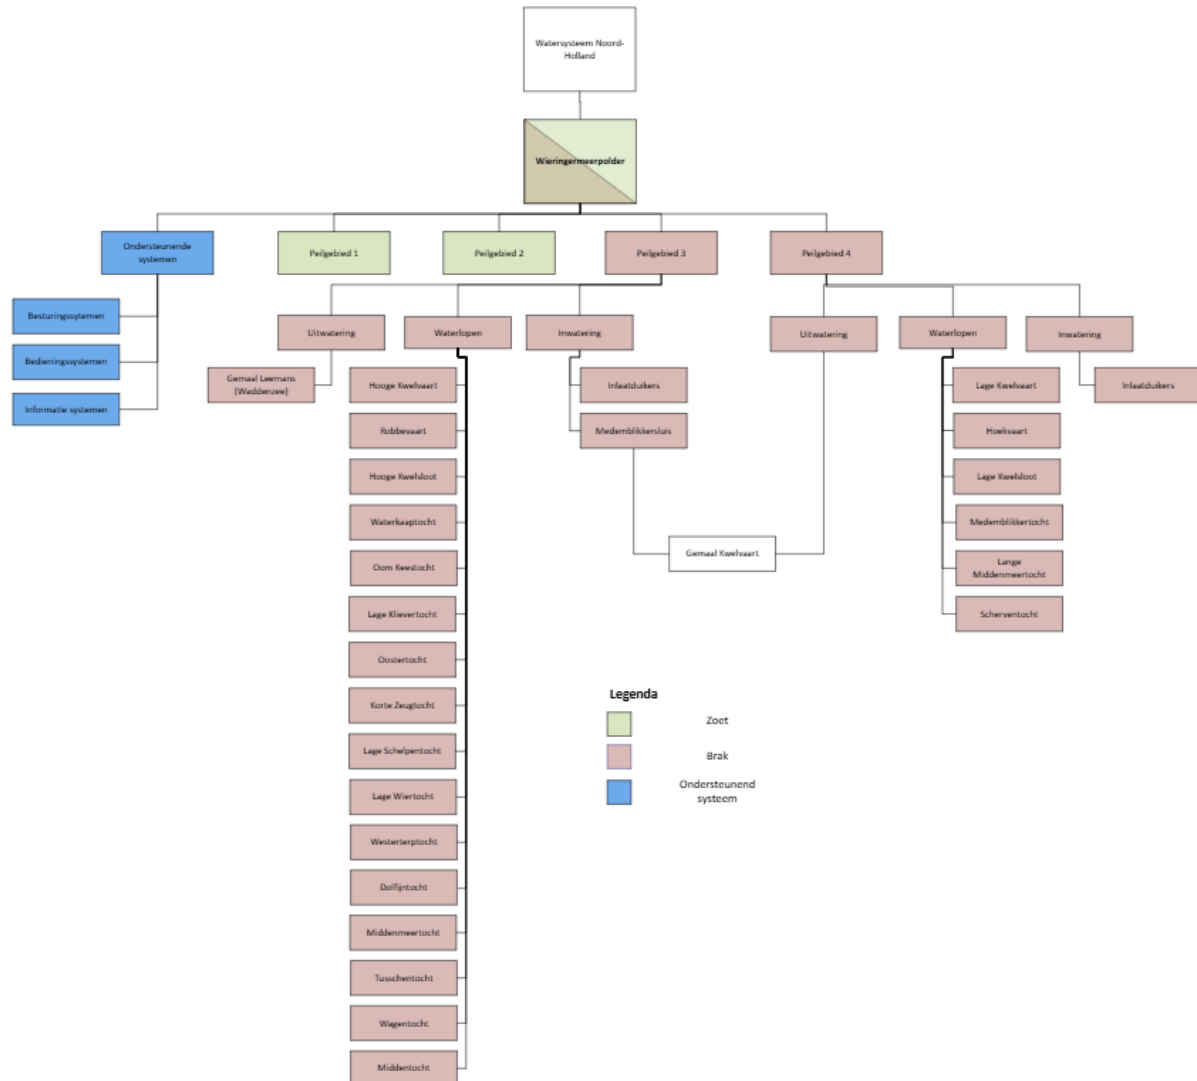 Watersysteem Noord-
Holland
Wieringermeerpolder
Ondersteunende
systemen
Peilgebied 1
Peilgebied 2
Peilgebied 3
Peilgebied 4
Besturingssytemen
Bedieningssystemen
Informatie systemen
Uitwatering
Waterlopen
Inwatering
Uitwatering
Waterlopen
Inwatering
Gemaal Leemans
(Waddenzee)
Hooge Kwelvaart
Robbevaart
Hooge Kwelsloot
Waterkaaptocht
Oom Keestocht
Lage Klievertocht
Oostertocht
Korte Zeugtocht
Lage Schelpentocht
Lage Wiertocht
Westerterptocht
Dolfijntocht
Middenmeertocht
Tusschentocht
Wagentocht
Middentocht
Inlaatduikers
Medemblikkersluis
Gemaal Kwelvaart
Lage Kwelvaart
Hoekvaart
Lage Kwelsloot
Medemblikkertocht
Lange
Middenmeertocht
Scherventocht
Inlaatduikers
Legenda
Zoet
Brak
Ondersteunend
systeem